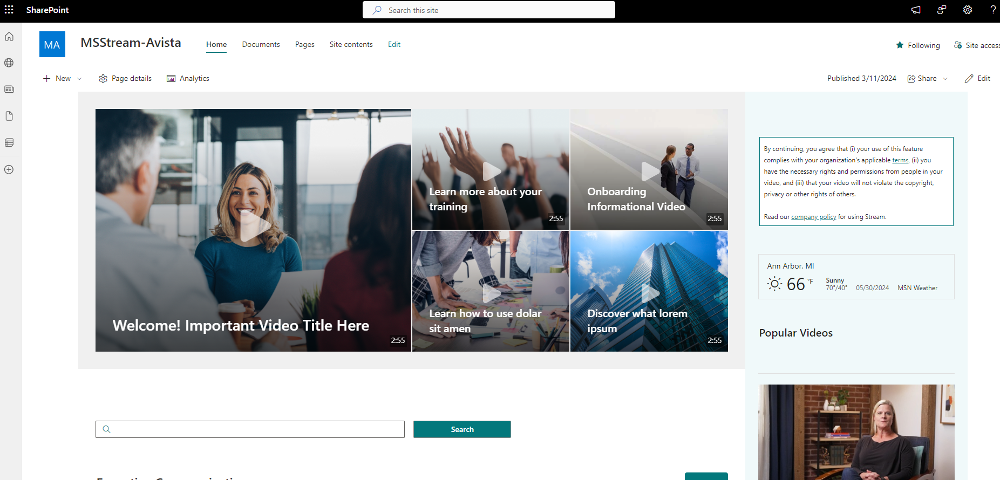 SharePoint
Search this site
?
MA
MSStream-Avista
Home
Documents
Pages
Site contents
Edit
Following
Site access
New
Page details
Analytics
Published 3/11/2024
Share
Edit
Welcome! Important Video Title Here
2:55
Learn more about your
training
2:55
Onboarding
Informational Video
2:55
Learn how to use dolar
sit amen
Discover what lorem
ipsum
2:55
By continuing, you agree that (i) your use of this feature
complies with your organization's applicable terms, (ii) you
have the necessary rights and permissions from people in your
video, and (iii) that your video will not violate the copyright,
privacy or other rights of others.
Read our company policy for using Stream.
Ann Arbor, MI
66 °F
Sunny
70°/40°
05/30/2024
MSN Weather
Popular Videos
Search